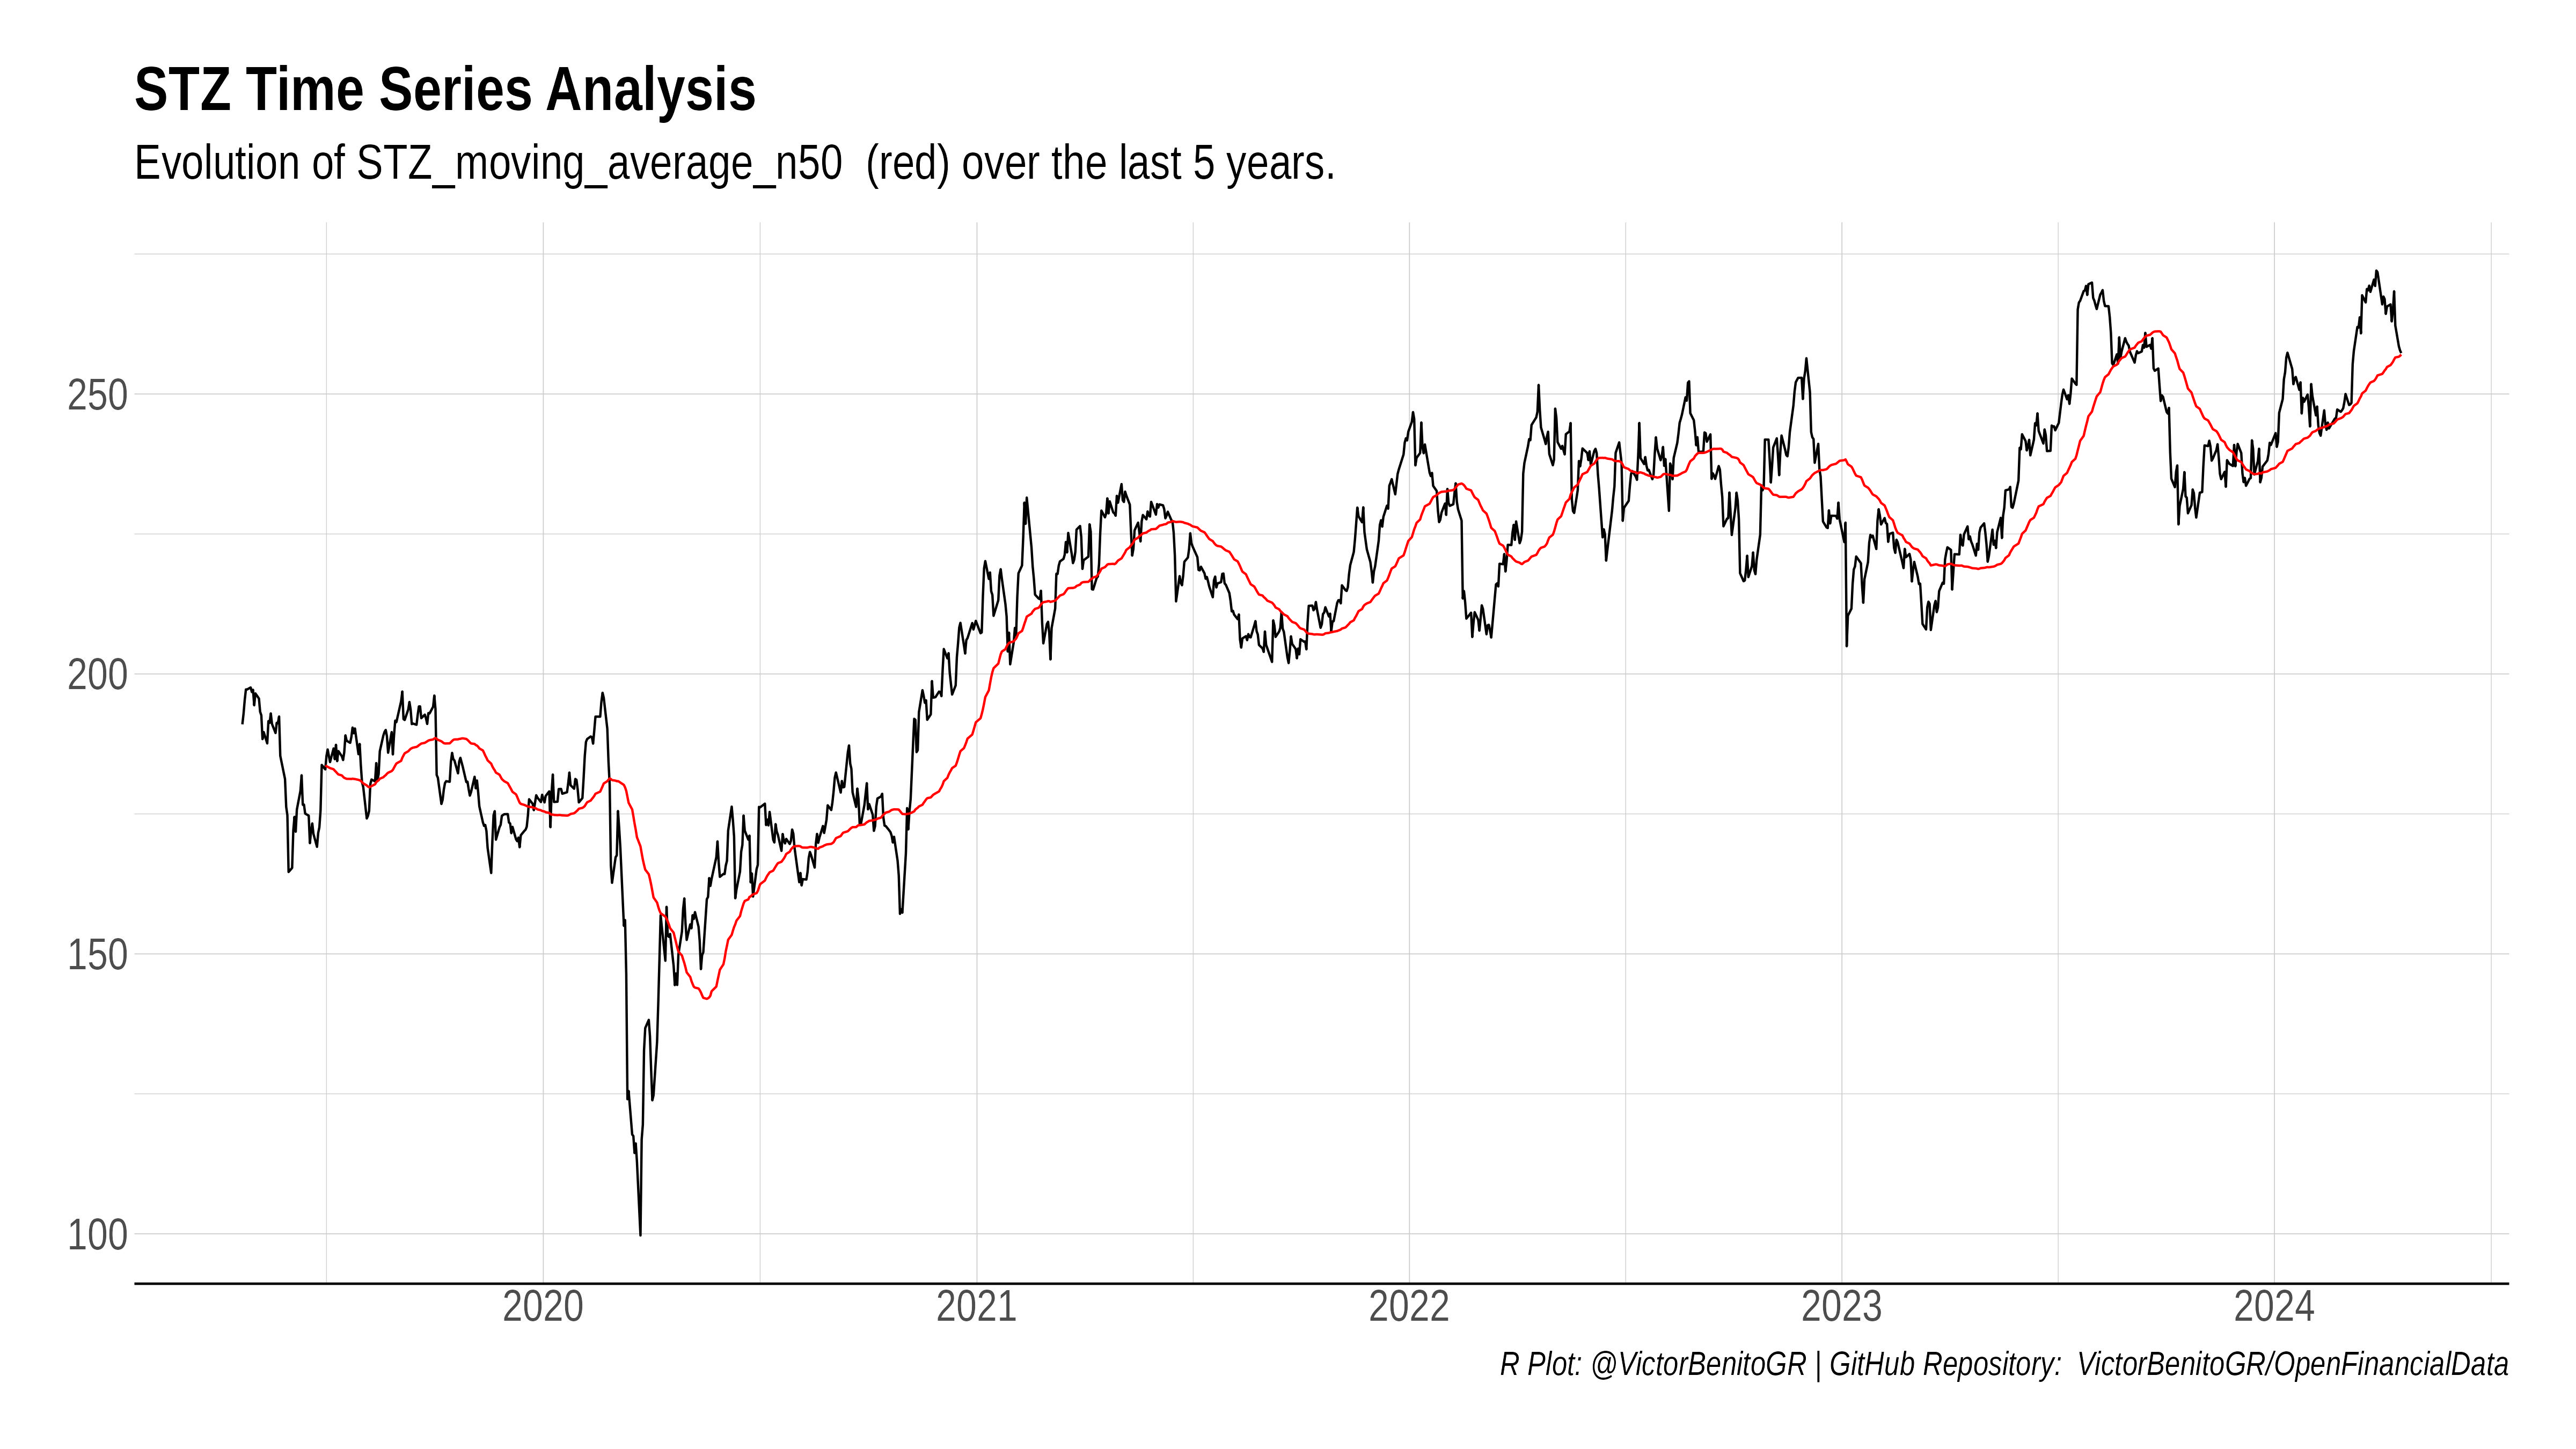 STZ Time Series Analysis
Evolution of STZ_moving_average_n50  (red) over the last 5 years.
250
200
150
100
2020 2021 2022 2023 2024
R Plot: @VictorBenitoGR | GitHub Repository:  VictorBenitoGR/OpenFinancialData